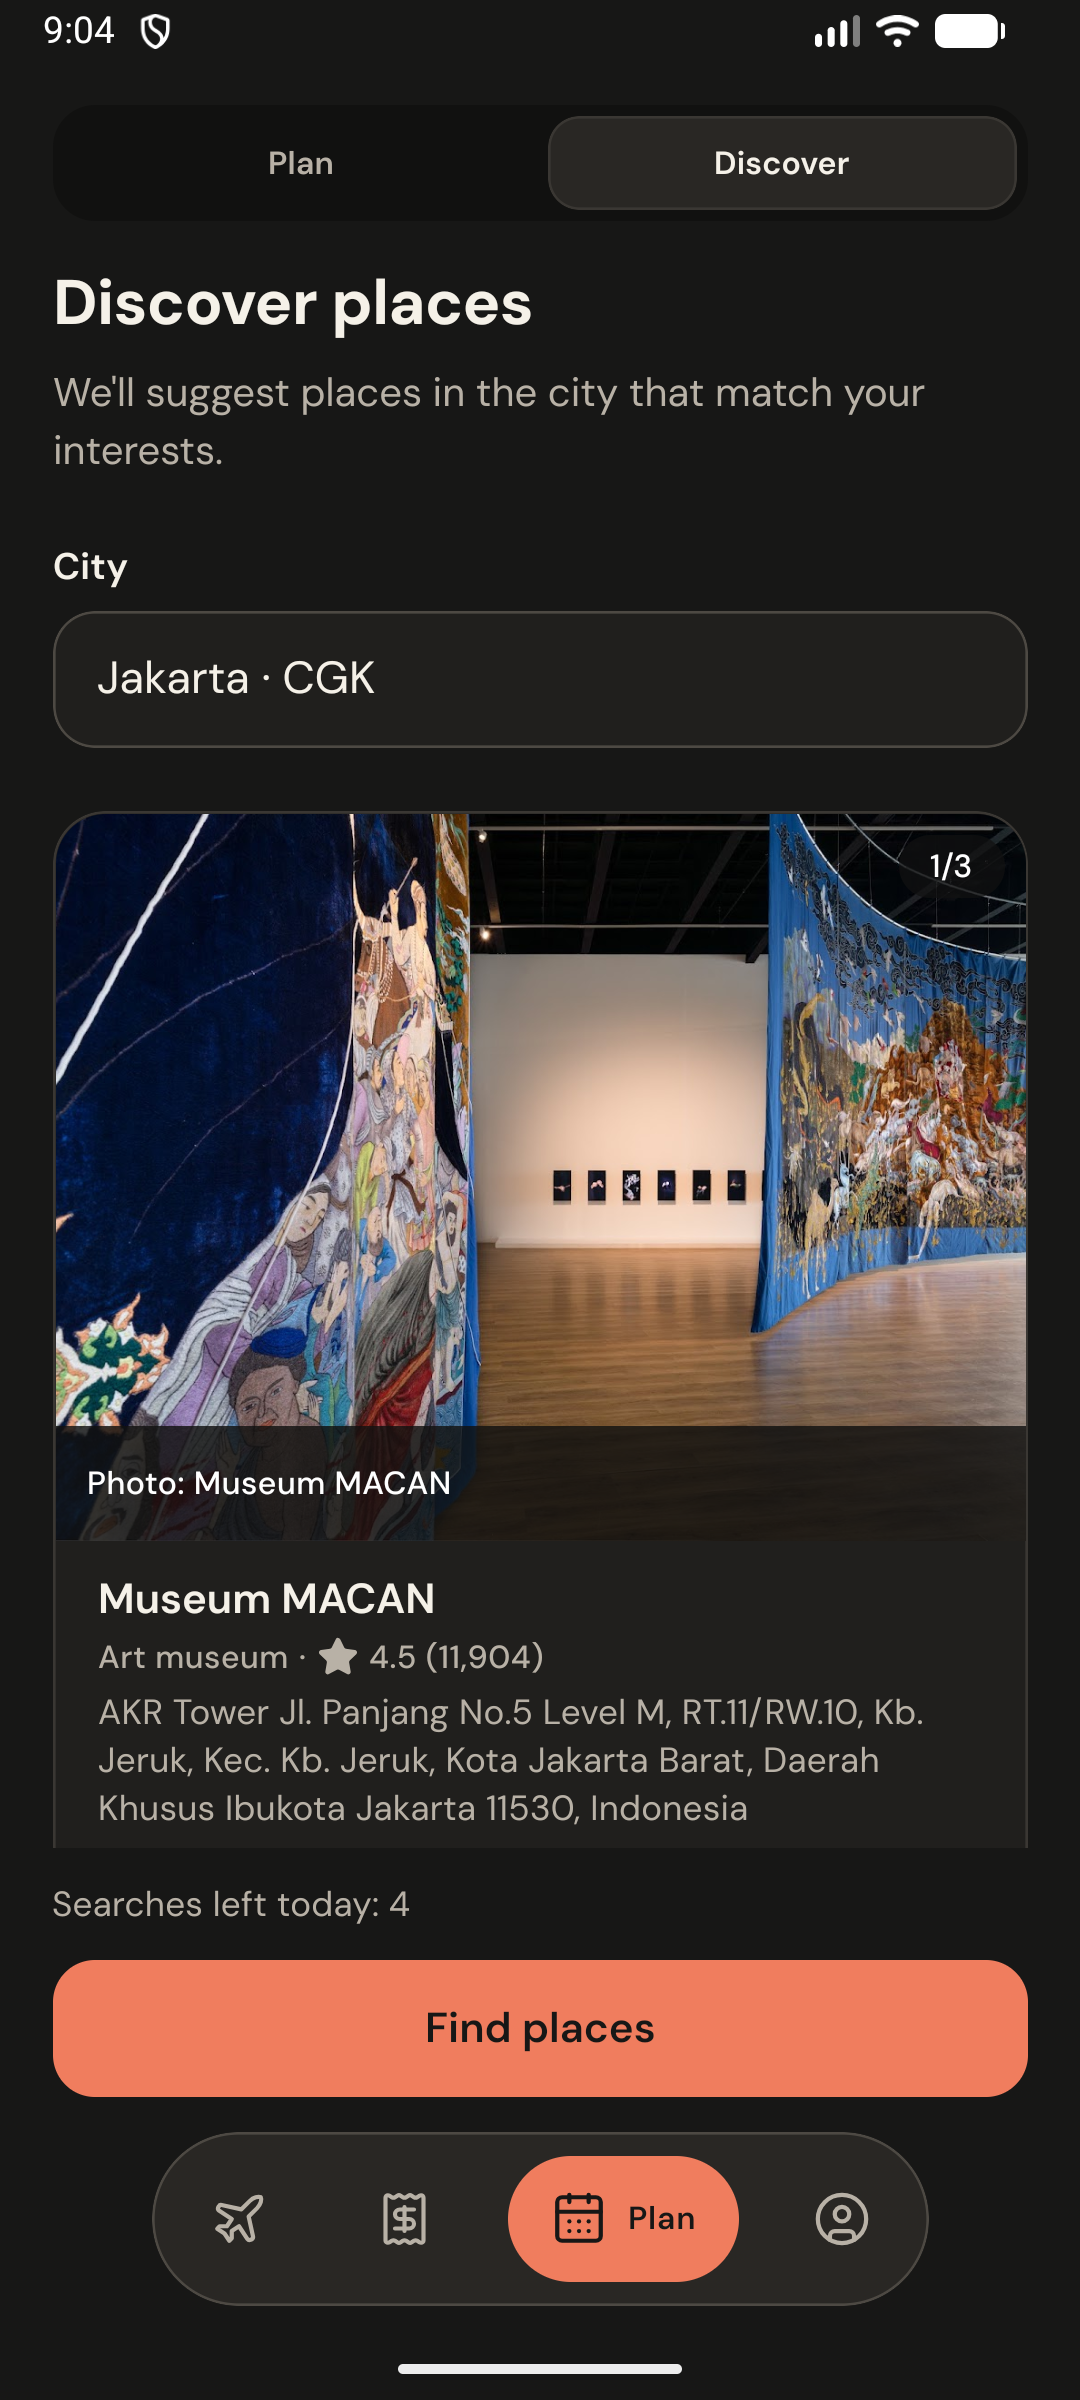 9:04
Plan
Discover
Discover places
We'll suggest places in the city that match your
interests.
City
Jakarta · CGK
1/3
Photo: Museum MACAN
Museum MACAN
Art museum · ★ 4.5 (11,904)
AKR Tower Jl. Panjang No.5 Level M, RT.11/RW.10, Kb.
Jeruk, Kec. Kb. Jeruk, Kota Jakarta Barat, Daerah
Khusus Ibukota Jakarta 11530, Indonesia
Searches left today: 4
Find places
Plan